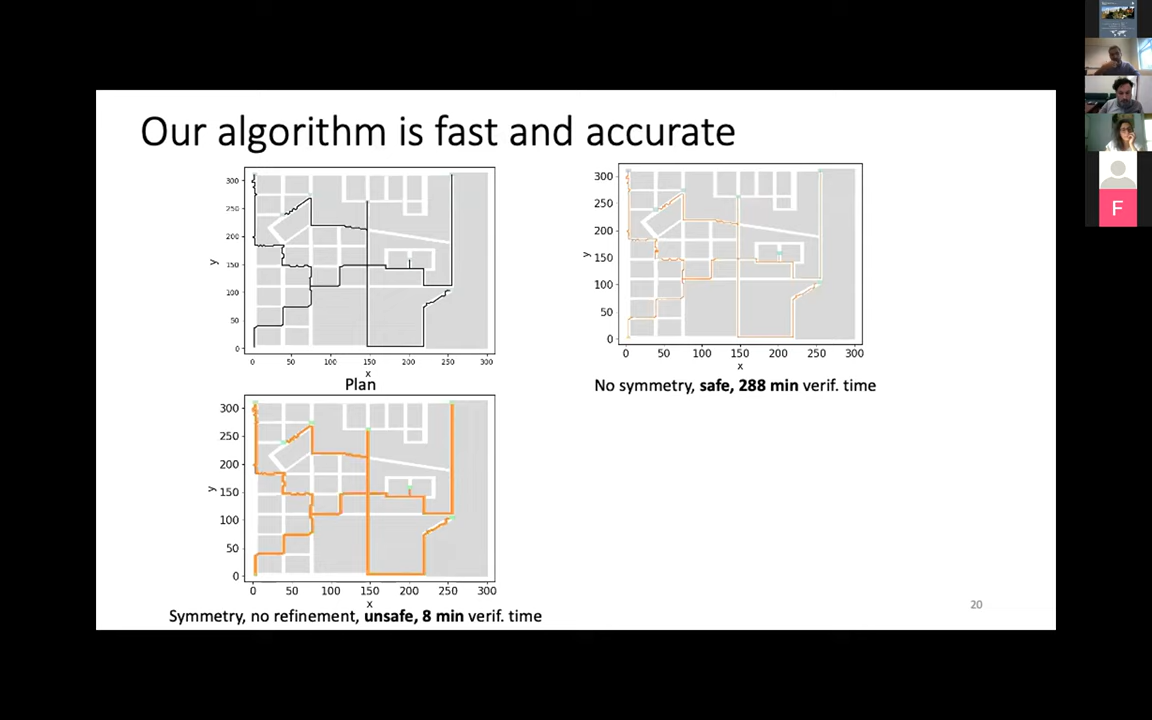 Our algorithm is fast and accurate
300
250
200
150
100
50
0
y
0 50 100 150 200 250 300
x
Plan
300
250
200
150
100
50
0
y
0 50 100 150 200 250 300
x
No symmetry, safe, 288 min verif. time
300
250
200
150
100
50
0
y
0 50 100 150 200 250 300
x
Symmetry, no refinement, unsafe, 8 min verif. time
20
F